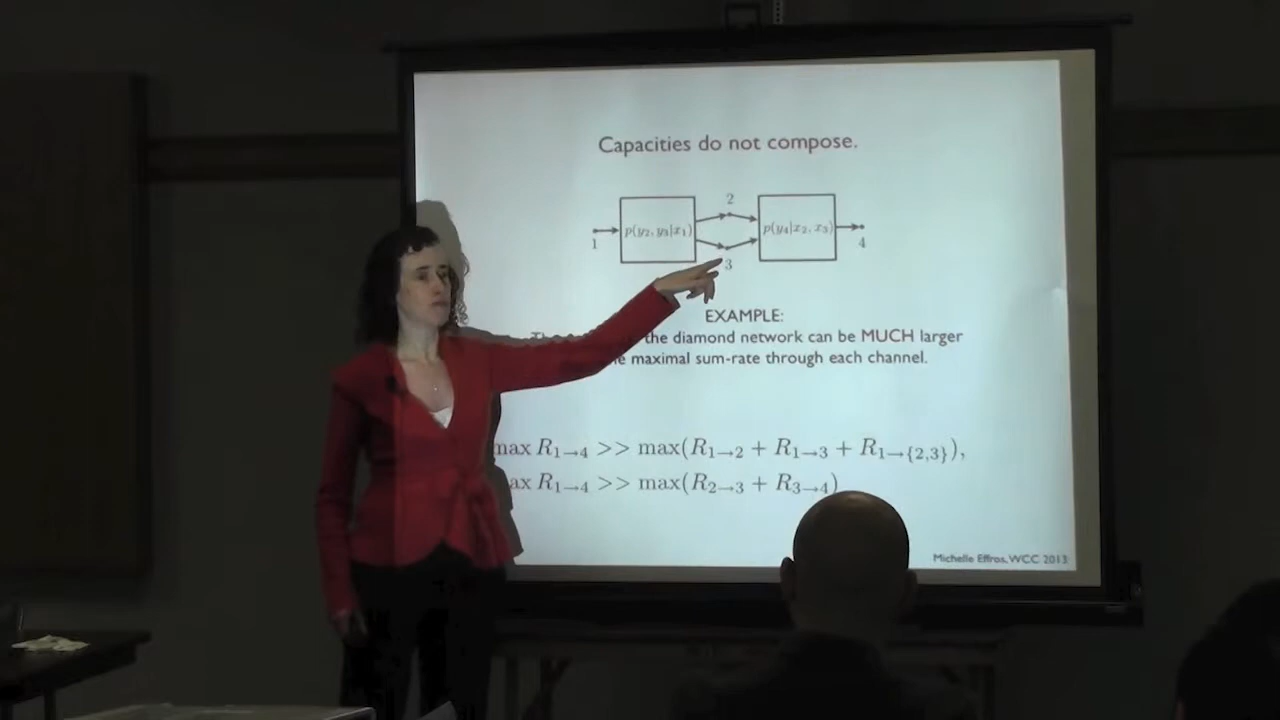 Capacities do not compose.
2
1 p(y₂, y₃|x₁) p(y₄|x₂, x₃) 4
3
EXAMPLE:
the diamond network can be MUCH larger
maximal sum-rate through each channel.
max R₁→₄ >> max(R₁→₂ + R₁→₃ + R₁→{₂,₃}),
ax R₁→₄ >> max(R₂→₃ + R₃→₄)
Michelle Effros, WCC 2013